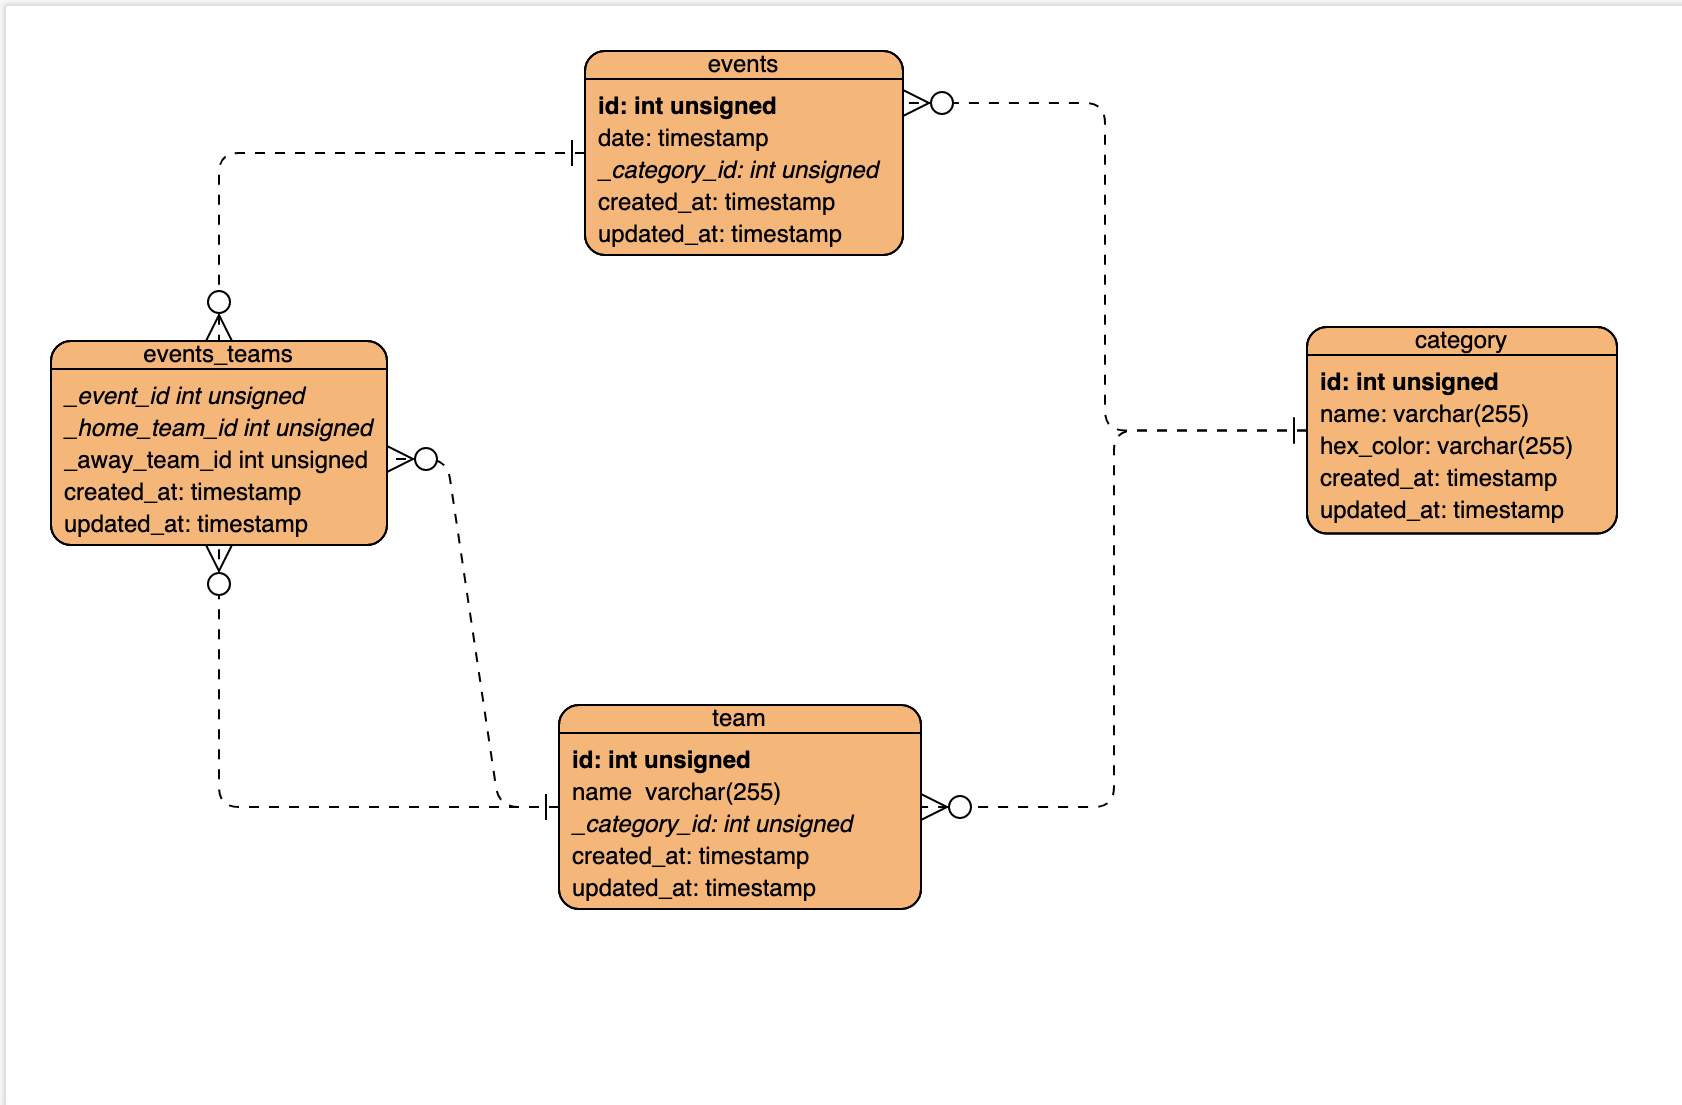 events
id: int unsigned
date: timestamp
_category_id: int unsigned
created_at: timestamp
updated_at: timestamp
events_teams
_event_id int unsigned
_home_team_id int unsigned
_away_team_id int unsigned
created_at: timestamp
updated_at: timestamp
category
id: int unsigned
name: varchar(255)
hex_color: varchar(255)
created_at: timestamp
updated_at: timestamp
team
id: int unsigned
name  varchar(255)
_category_id: int unsigned
created_at: timestamp
updated_at: timestamp